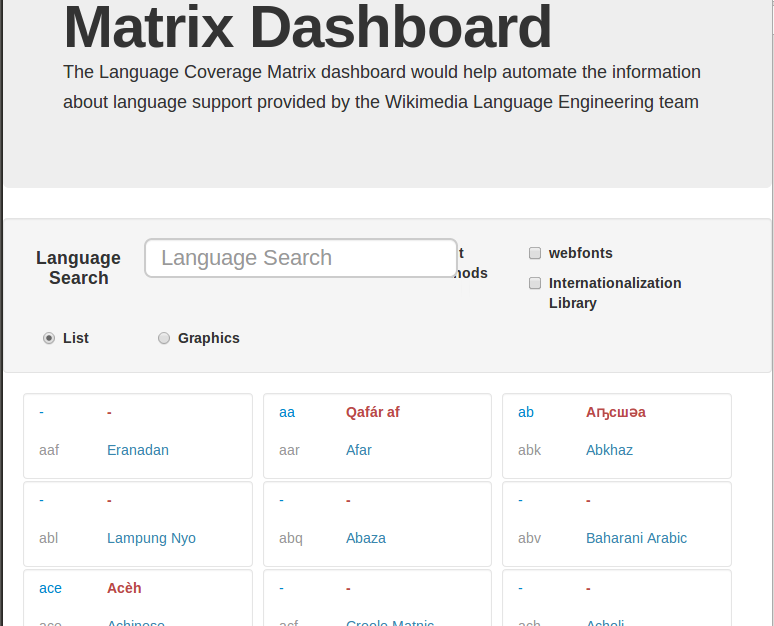 Matrix Dashboard
The Language Coverage Matrix dashboard would help automate the information
about language support provided by the Wikimedia Language Engineering team
Language
Search
Language Search
webfonts
Internationalization
Library
List
Graphics
- -
aaf Eranadan
aa Qafár af
aar Afar
ab Аҧсшәа
abk Abkhaz
- -
abl Lampung Nyo
- -
abq Abaza
- -
abv Baharani Arabic
ace Acèh
ace Achinese
- -
acf Creole Matnic
- -
ach Acholi